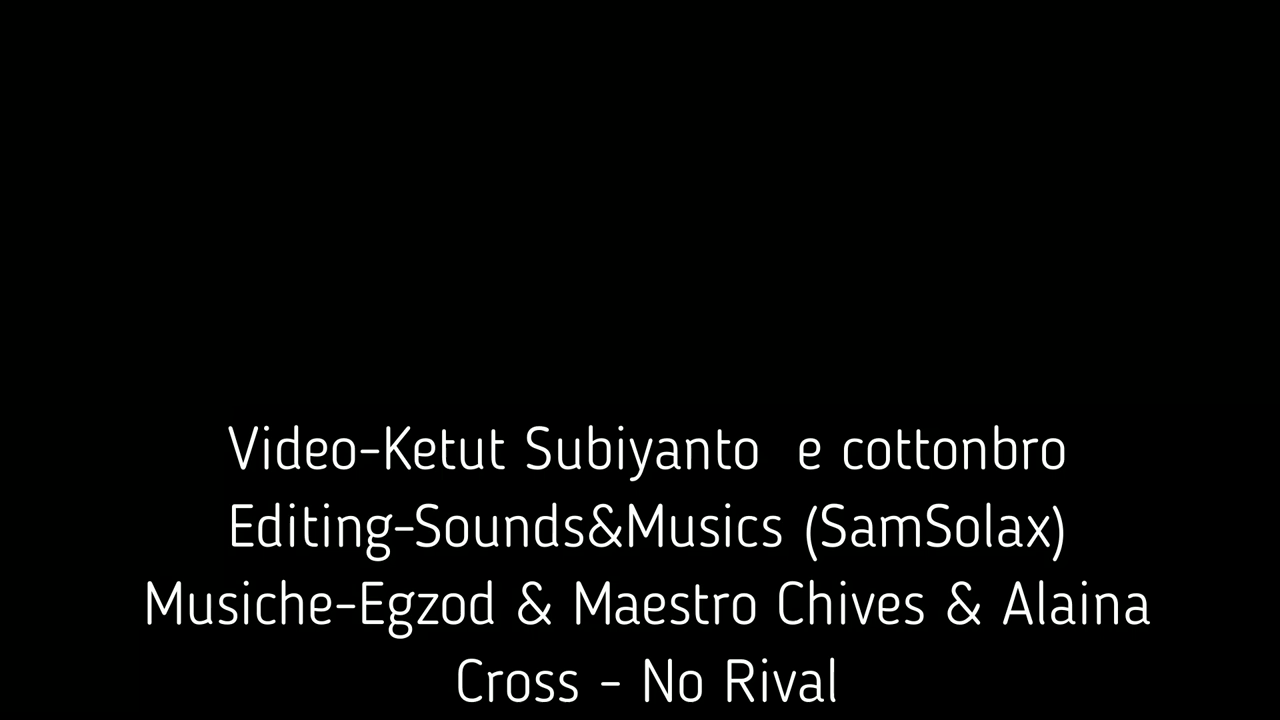 Video-Ketut Subiyanto  e cottonbro
Editing-Sounds&Musics (SamSolax)
Musiche-Egzod & Maestro Chives & Alaina
Cross - No Rival